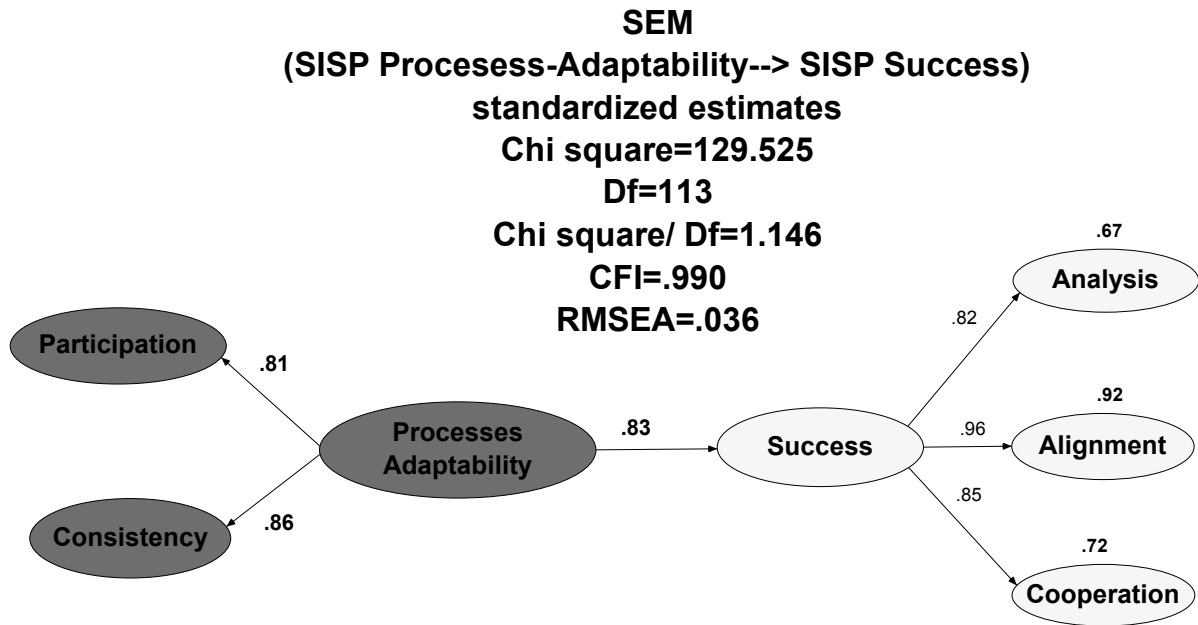 SEM
(SISP Procesess-Adaptability--> SISP Success)
standardized estimates
Chi square=129.525
Df=113
Chi square/ Df=1.146
CFI=.990
RMSEA=.036
.67
Analysis
.82
Participation
.81
Processes
Adaptability
.83
Success
.92
.96
Alignment
.85
Consistency
.86
.72
Cooperation